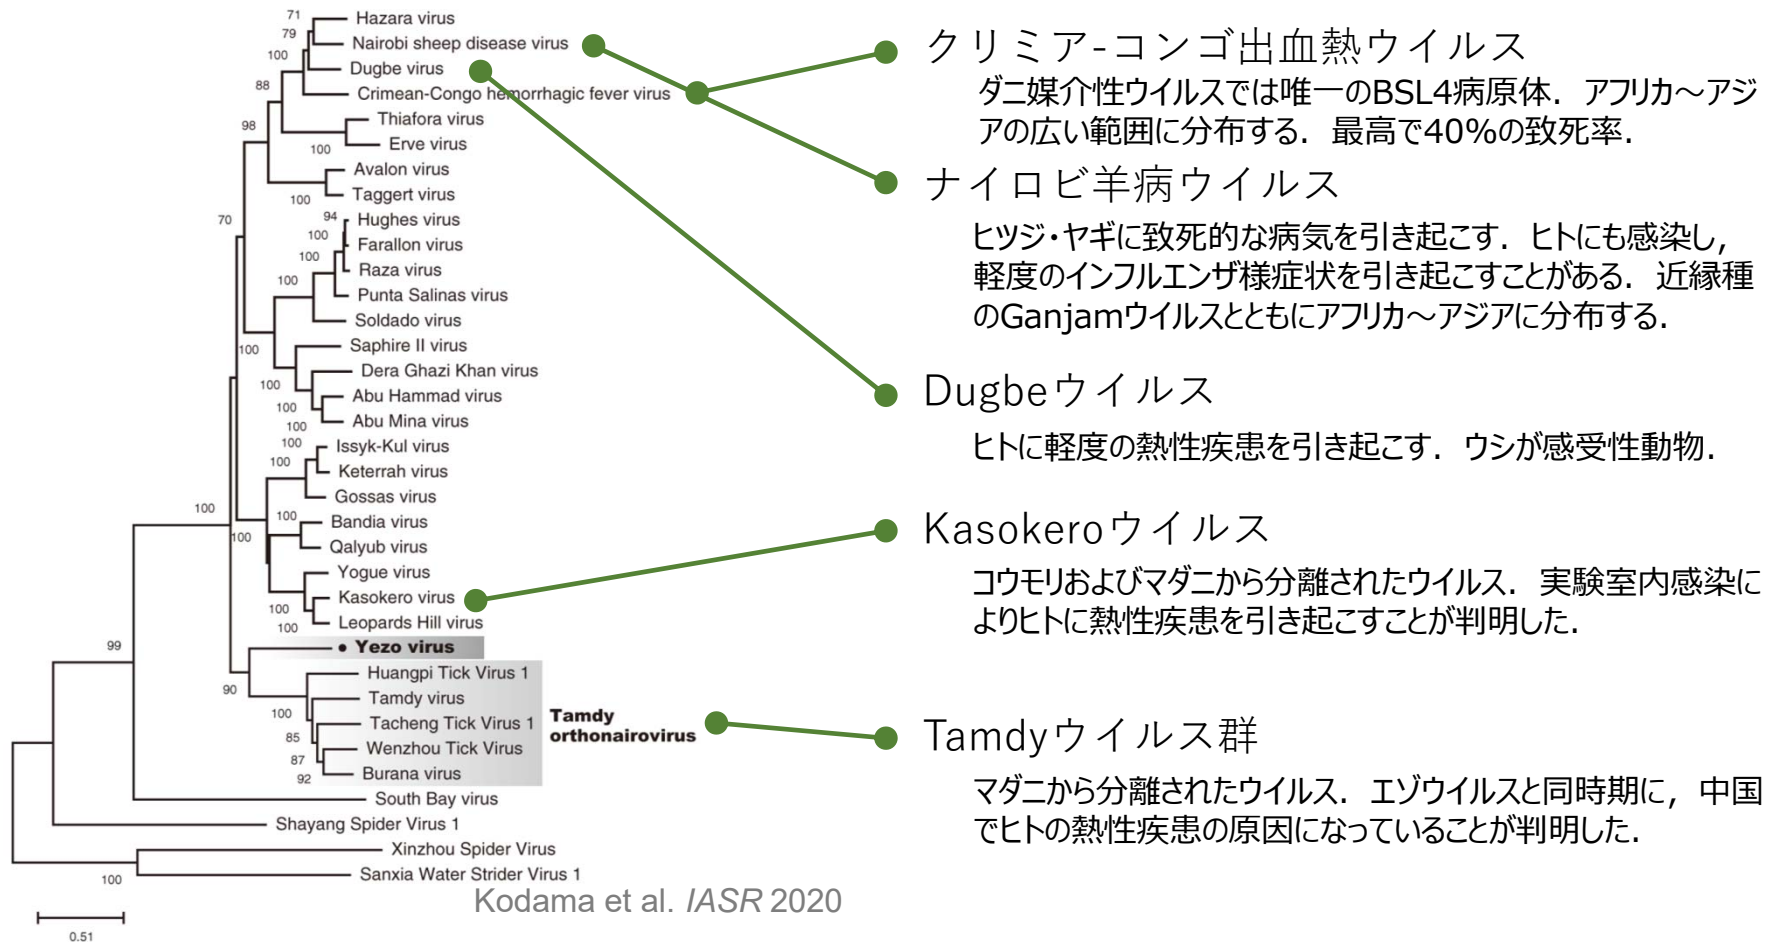 71
Hazara virus
79
Nairobi sheep disease virus
100
Dugbe virus
88
Crimean-Congo hemorrhagic fever virus
Thiafora virus
98
100
Erve virus
Avalon virus
100
Taggert virus
70
94
Hughes virus
100
Farallon virus
100
Raza virus
100
Punta Salinas virus
Soldado virus
100
Saphire II virus
Dera Ghazi Khan virus
100
Abu Hammad virus
100
Abu Mina virus
100
100
Issyk-Kul virus
100
Keterrah virus
Gossas virus
100
100
Bandia virus
100
Qalyub virus
Yogue virus
Kasokero virus
100
Leopards Hill virus
100
99
• Yezo virus
Huangpi Tick Virus 1
90
Tamdy virus
100
Tacheng Tick Virus 1
85
Wenzhou Tick Virus
87
Burana virus
92
Tamdy
orthonairovirus
South Bay virus
Shayang Spider Virus 1
Xinzhou Spider Virus
100
Sanxia Water Strider Virus 1
0.51
Kodama et al. IASR 2020
クリミア-コンゴ出血熱ウイルス
ダニ媒介性ウイルスでは唯一のBSL4病原体．アフリカ～アジ
アの広い範囲に分布する．最高で40%の致死率．
ナイロビ羊病ウイルス
ヒツジ・ヤギに致死的な病気を引き起こす．ヒトにも感染し，
軽度のインフルエンザ様症状を引き起こすことがある．近縁種
のGanjamウイルスとともにアフリカ～アジアに分布する．
Dugbeウイルス
ヒトに軽度の熱性疾患を引き起こす．ウシが感受性動物．
Kasokeroウイルス
コウモリおよびマダニから分離されたウイルス．実験室内感染に
よりヒトに熱性疾患を引き起こすことが判明した．
Tamdyウイルス群
マダニから分離されたウイルス．エゾウイルスと同時期に，中国
でヒトの熱性疾患の原因になっていることが判明した．